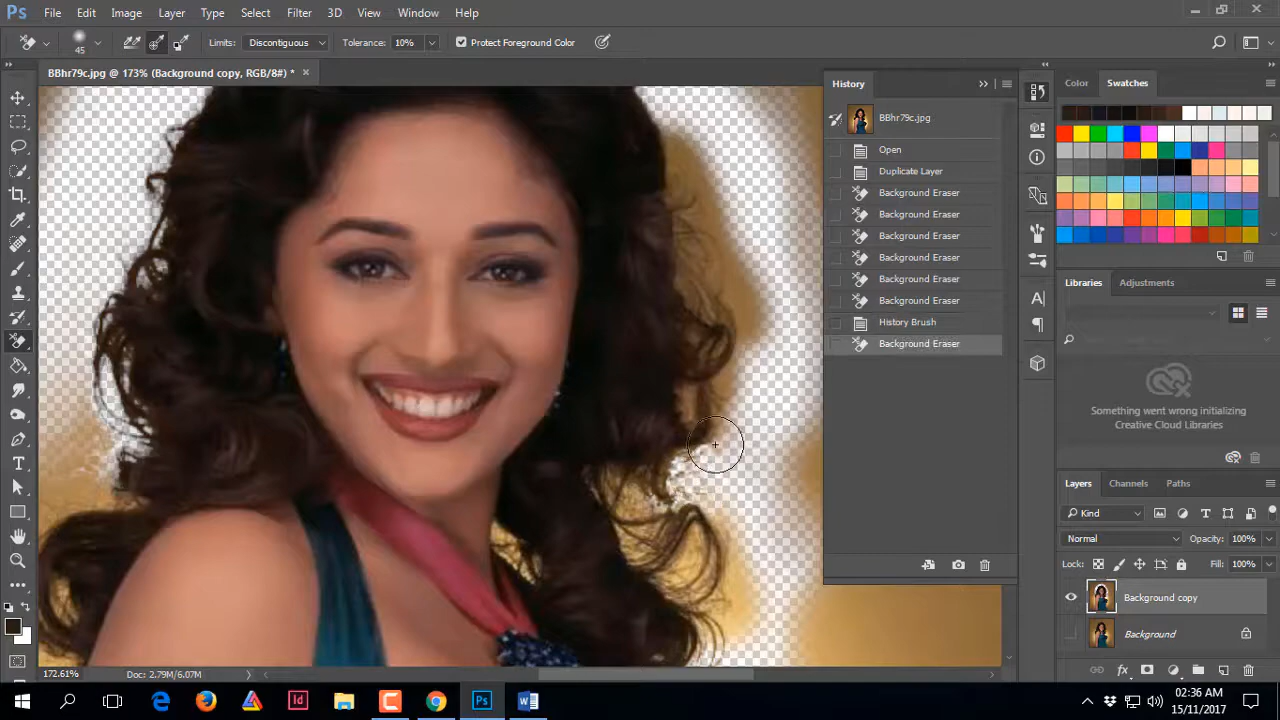 Ps File Edit Image Layer Type Select Filter 3D View Window Help
45 Limits: Discontiguous Tolerance: 10% Protect Foreground Color
BBhr79c.jpg @ 173% (Background copy, RGB/8#) * ×
History
BBhr79c.jpg
Open
Duplicate Layer
Background Eraser
Background Eraser
Background Eraser
Background Eraser
Background Eraser
Background Eraser
History Brush
Background Eraser
Color Swatches
Libraries Adjustments
Something went wrong initializing
Creative Cloud Libraries
Layers Channels Paths
Kind
Normal Opacity: 100%
Lock: Fill: 100%
Background copy
Background
172.61% Doc: 2.79M/6.07M
02:36 AM
15/11/2017